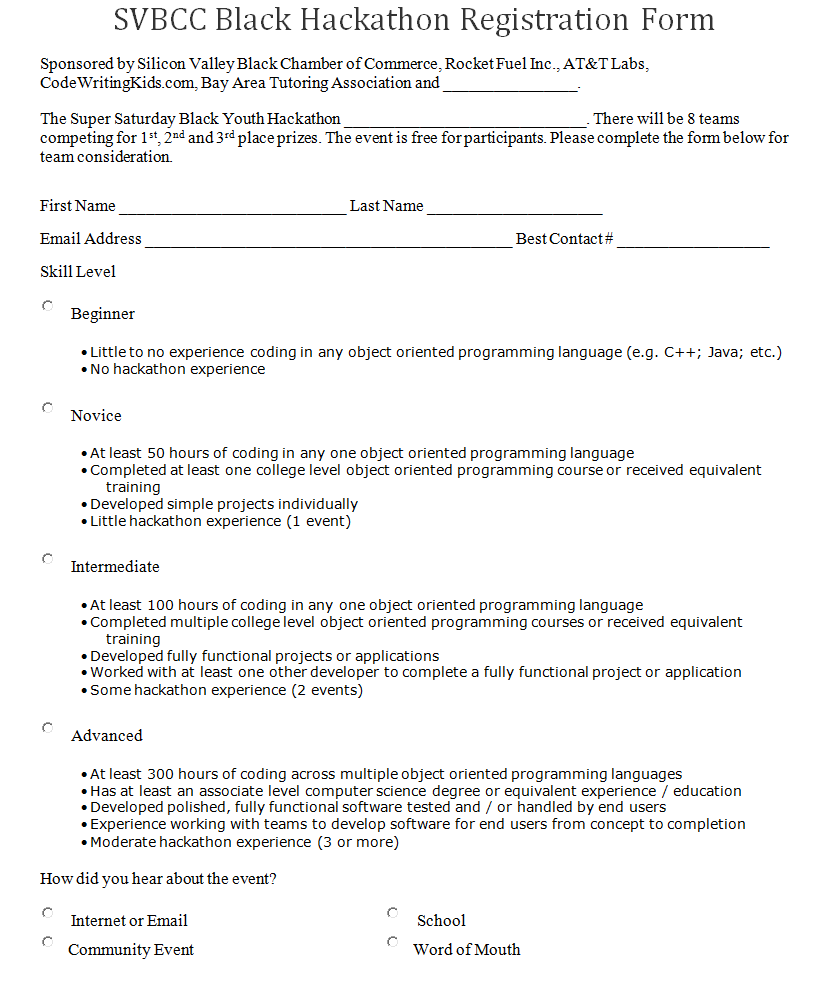 SVBCC Black Hackathon Registration Form
Sponsored by Silicon Valley Black Chamber of Commerce, Rocket Fuel Inc., AT&T Labs,
CodeWritingKids.com, Bay Area Tutoring Association and ________________.
The Super Saturday Black Youth Hackathon _____________________________. There will be 8 teams
competing for 1st, 2nd and 3rd place prizes. The event is free for participants. Please complete the form below for
team consideration.
First Name ___________________________ Last Name _____________________
Email Address ____________________________________________ Best Contact # __________________
Skill Level
Beginner
• Little to no experience coding in any object oriented programming language (e.g. C++; Java; etc.)
• No hackathon experience
Novice
• At least 50 hours of coding in any one object oriented programming language
• Completed at least one college level object oriented programming course or received equivalent
training
• Developed simple projects individually
• Little hackathon experience (1 event)
Intermediate
• At least 100 hours of coding in any one object oriented programming language
• Completed multiple college level object oriented programming courses or received equivalent
training
• Developed fully functional projects or applications
• Worked with at least one other developer to complete a fully functional project or application
• Some hackathon experience (2 events)
Advanced
• At least 300 hours of coding across multiple object oriented programming languages
• Has at least an associate level computer science degree or equivalent experience / education
• Developed polished, fully functional software tested and / or handled by end users
• Experience working with teams to develop software for end users from concept to completion
• Moderate hackathon experience (3 or more)
How did you hear about the event?
Internet or Email School
Community Event Word of Mouth